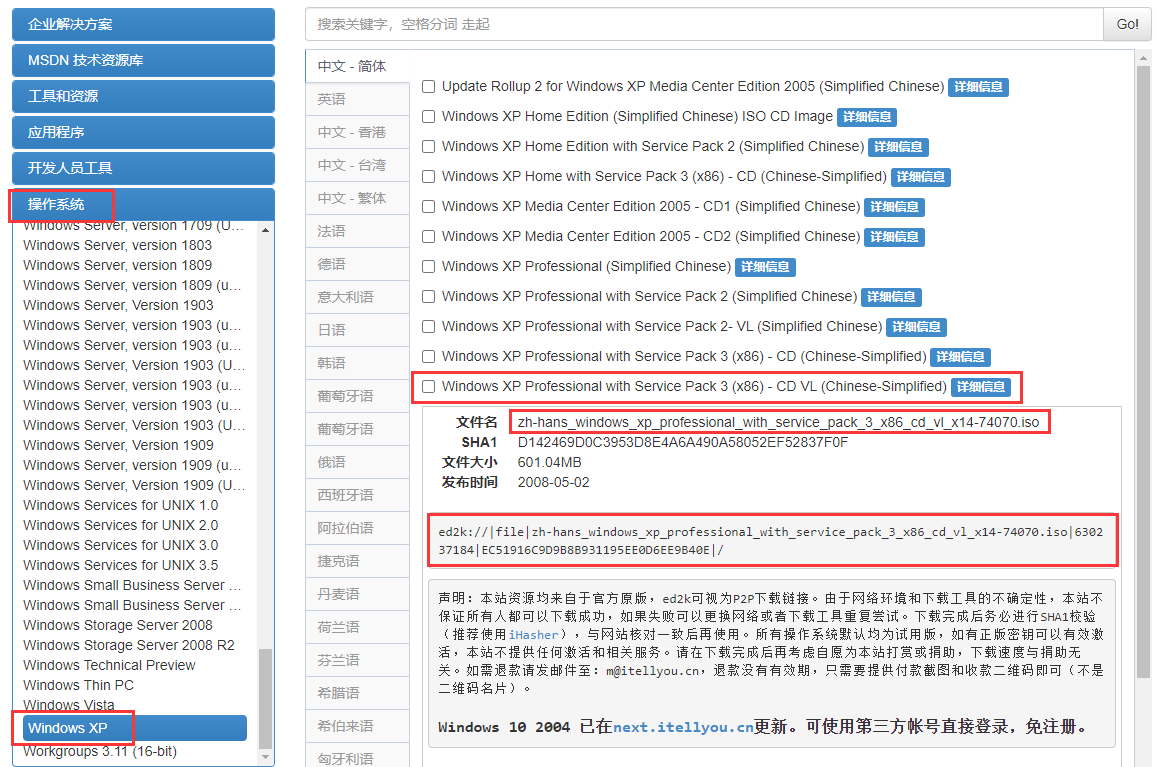 企业解决方案
MSDN 技术资源库
工具和资源
应用程序
开发人员工具
操作系统
Windows Server, version 1709 (U...
Windows Server, version 1803
Windows Server, version 1809
Windows Server, version 1809 (u...
Windows Server, Version 1903
Windows Server, version 1903 (u...
Windows Server, version 1903 (u...
Windows Server, Version 1903 (U...
Windows Server, version 1903 (u...
Windows Server, version 1903 (u...
Windows Server, Version 1903 (U...
Windows Server, Version 1909
Windows Server, version 1909 (u...
Windows Server, Version 1909 (U...
Windows Services for UNIX 1.0
Windows Services for UNIX 2.0
Windows Services for UNIX 3.0
Windows Services for UNIX 3.5
Windows Small Business Server ...
Windows Small Business Server ...
Windows Storage Server 2008
Windows Storage Server 2008 R2
Windows Technical Preview
Windows Thin PC
Windows Vista
Windows XP
Workgroups 3.11 (16-bit)
搜索关键字，空格分词 走起
Go!
中文 - 简体
英语
中文 - 香港
中文 - 台湾
中文 - 繁体
法语
德语
意大利语
日语
韩语
葡萄牙语
葡萄牙语
俄语
西班牙语
阿拉伯语
捷克语
丹麦语
荷兰语
芬兰语
希腊语
希伯来语
匈牙利语
Update Rollup 2 for Windows XP Media Center Edition 2005 (Simplified Chinese) 详细信息
Windows XP Home Edition (Simplified Chinese) ISO CD Image 详细信息
Windows XP Home Edition with Service Pack 2 (Simplified Chinese) 详细信息
Windows XP Home with Service Pack 3 (x86) - CD (Chinese-Simplified) 详细信息
Windows XP Media Center Edition 2005 - CD1 (Simplified Chinese) 详细信息
Windows XP Media Center Edition 2005 - CD2 (Simplified Chinese) 详细信息
Windows XP Professional (Simplified Chinese) 详细信息
Windows XP Professional with Service Pack 2 (Simplified Chinese) 详细信息
Windows XP Professional with Service Pack 2- VL (Simplified Chinese) 详细信息
Windows XP Professional with Service Pack 3 (x86) - CD (Chinese-Simplified) 详细信息
Windows XP Professional with Service Pack 3 (x86) - CD VL (Chinese-Simplified) 详细信息
文件名 zh-hans_windows_xp_professional_with_service_pack_3_x86_cd_vl_x14-74070.iso
SHA1 D142469D0C3953D8E4A6A490A58052EF52837F0F
文件大小 601.04MB
发布时间 2008-05-02
ed2k://|file|zh-hans_windows_xp_professional_with_service_pack_3_x86_cd_vl_x14-74070.iso|6302
37184|EC51916C9D9B8B931195EE0D6EE9B40E|/
声明：本站资源均来自于官方原版，ed2k可视为P2P下载链接。由于网络环境和下载工具的不确定性，本站不
保证所有人都可以下载成功，如果失败可以更换网络或者下载工具重复尝试。下载完成后务必进行SHA1校验
（推荐使用iHasher），与网站核对一致后再使用。所有操作系统默认均为试用版，如有正版密钥可以有效激
活，本站不提供任何激活和相关服务。请在下载完成后再考虑自愿为本站打赏或捐助，下载速度与捐助无
关。如需退款请发邮件至：m@itellyou.cn，退款没有有效期，只需要提供付款截图和收款二维码即可（不是
二维码名片）。
Windows 10 2004 已在next.itellyou.cn更新。可使用第三方帐号直接登录，免注册。